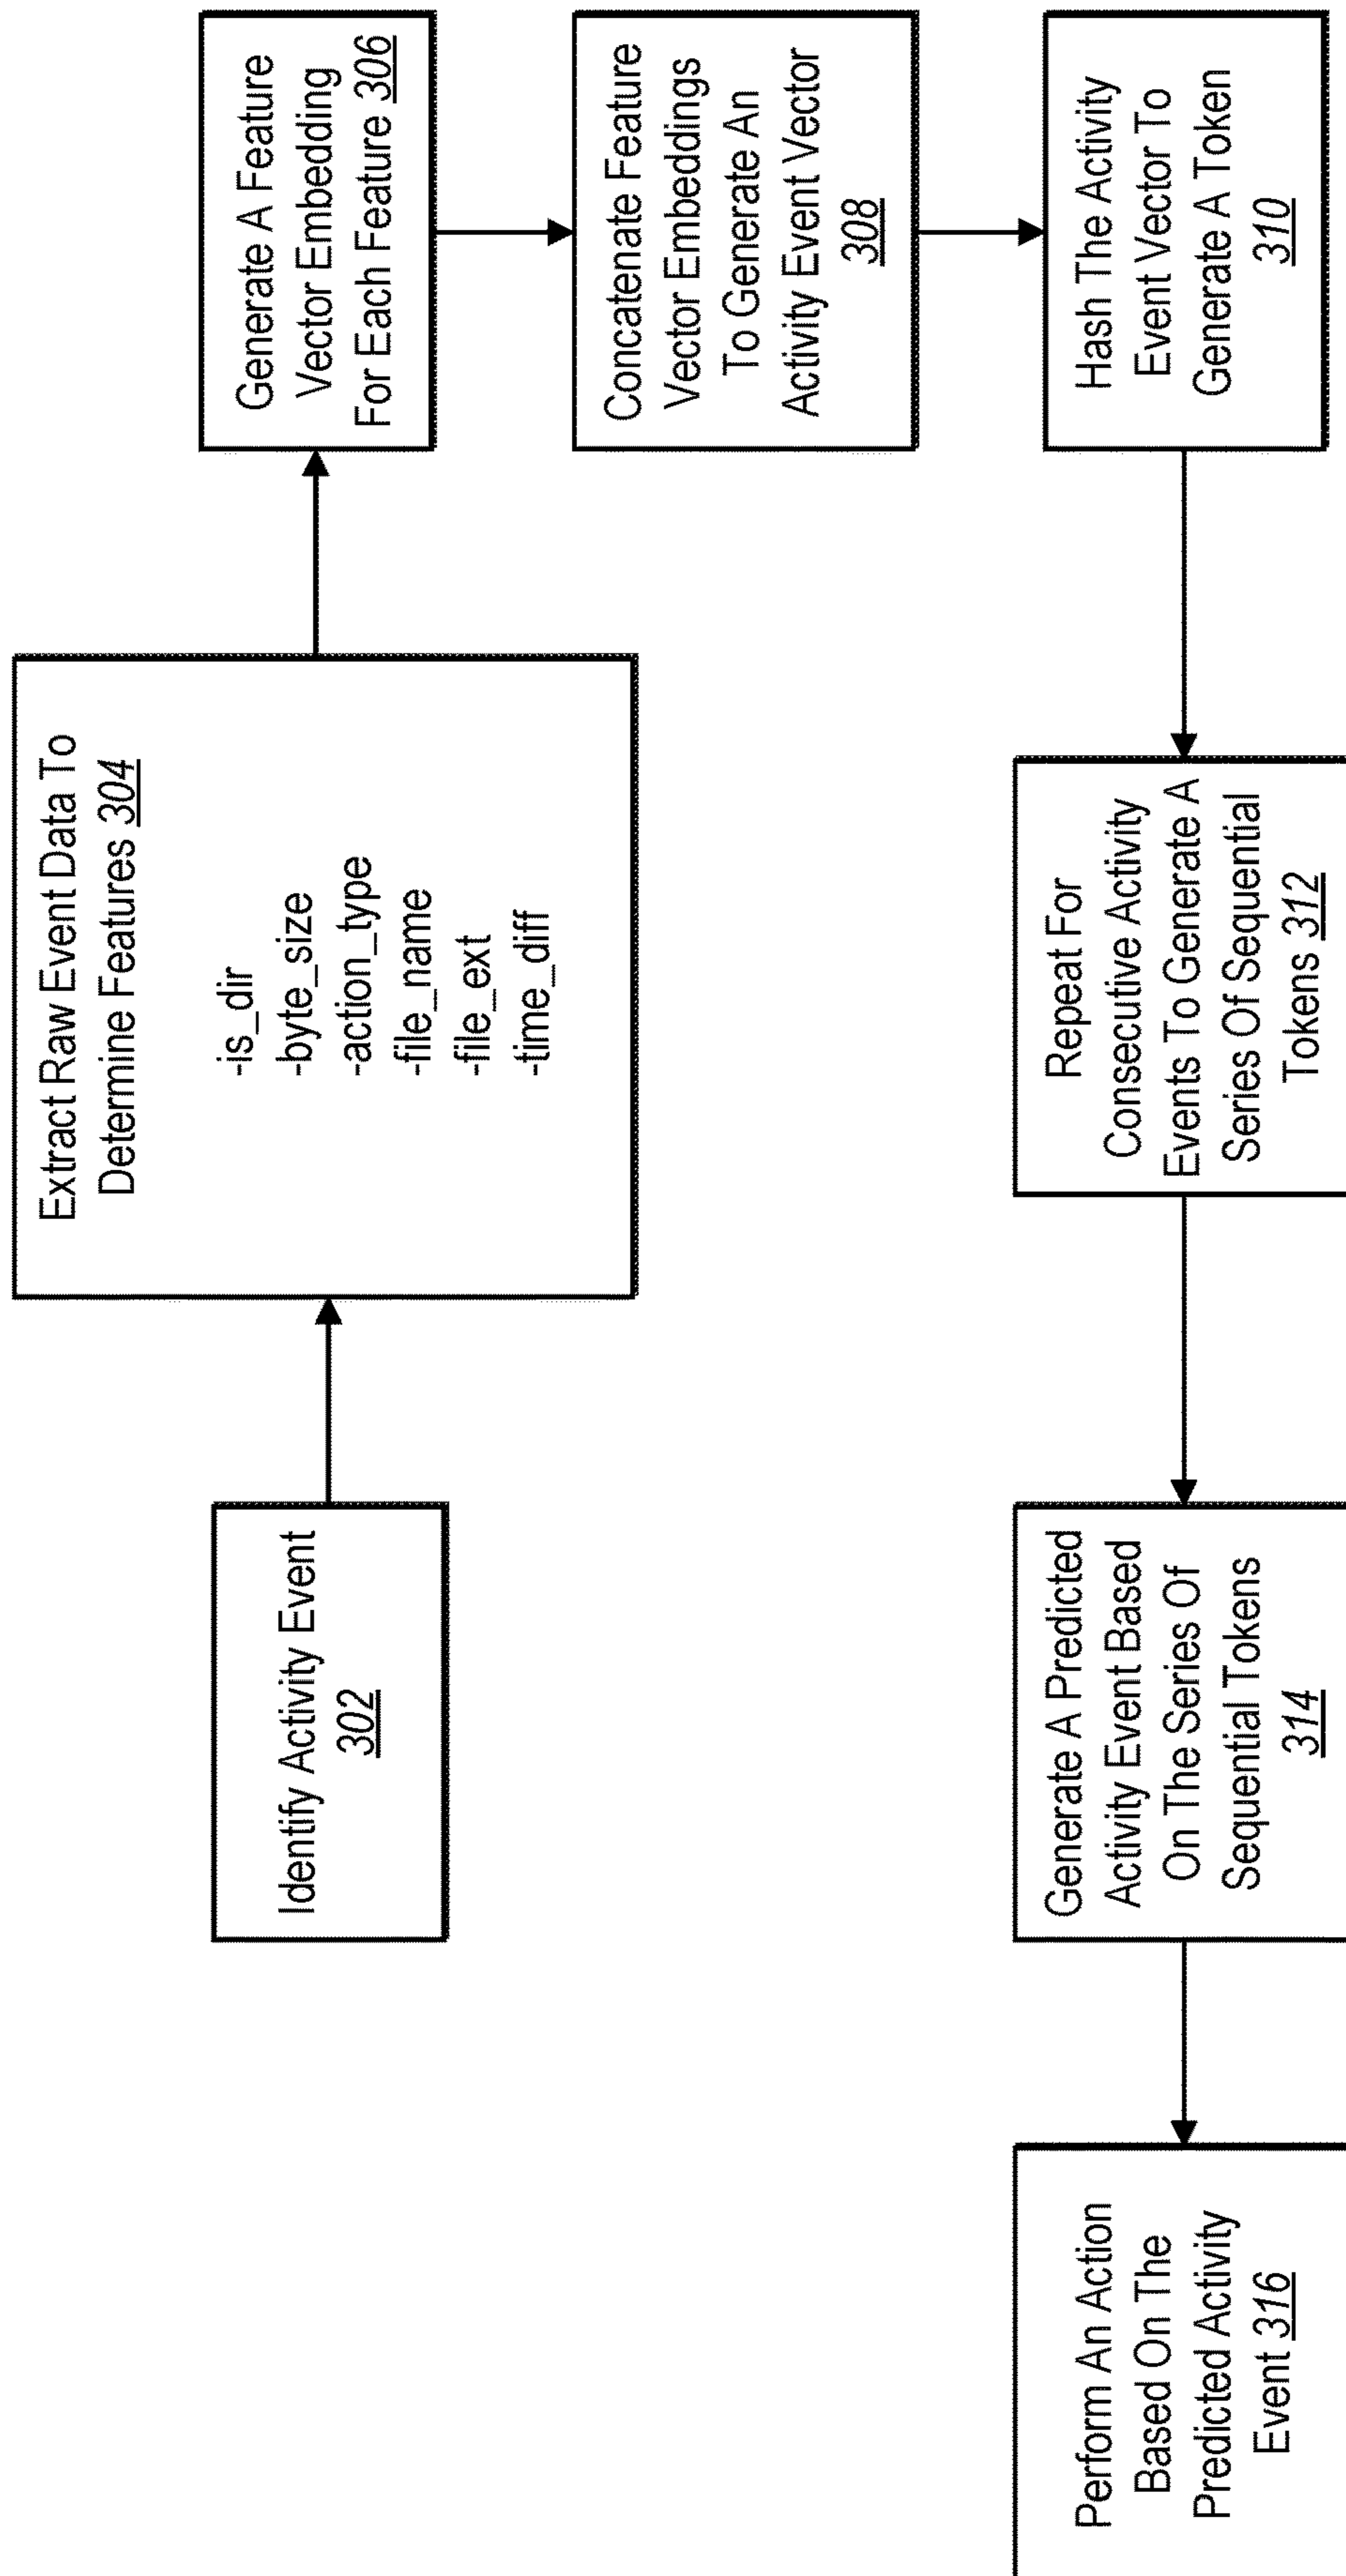 Identify Activity Event
302
Extract Raw Event Data To
Determine Features 304
-is_dir
-byte_size
-action_type
-file_name
-file_ext
-time_diff
Generate A Feature
Vector Embedding
For Each Feature 306
Concatenate Feature
Vector Embeddings
To Generate An
Activity Event Vector
308
Hash The Activity
Event Vector To
Generate A Token
310
Repeat For
Consecutive Activity
Events To Generate A
Series Of Sequential
Tokens 312
Generate A Predicted
Activity Event Based
On The Series Of
Sequential Tokens
314
Perform An Action
Based On The
Predicted Activity
Event 316